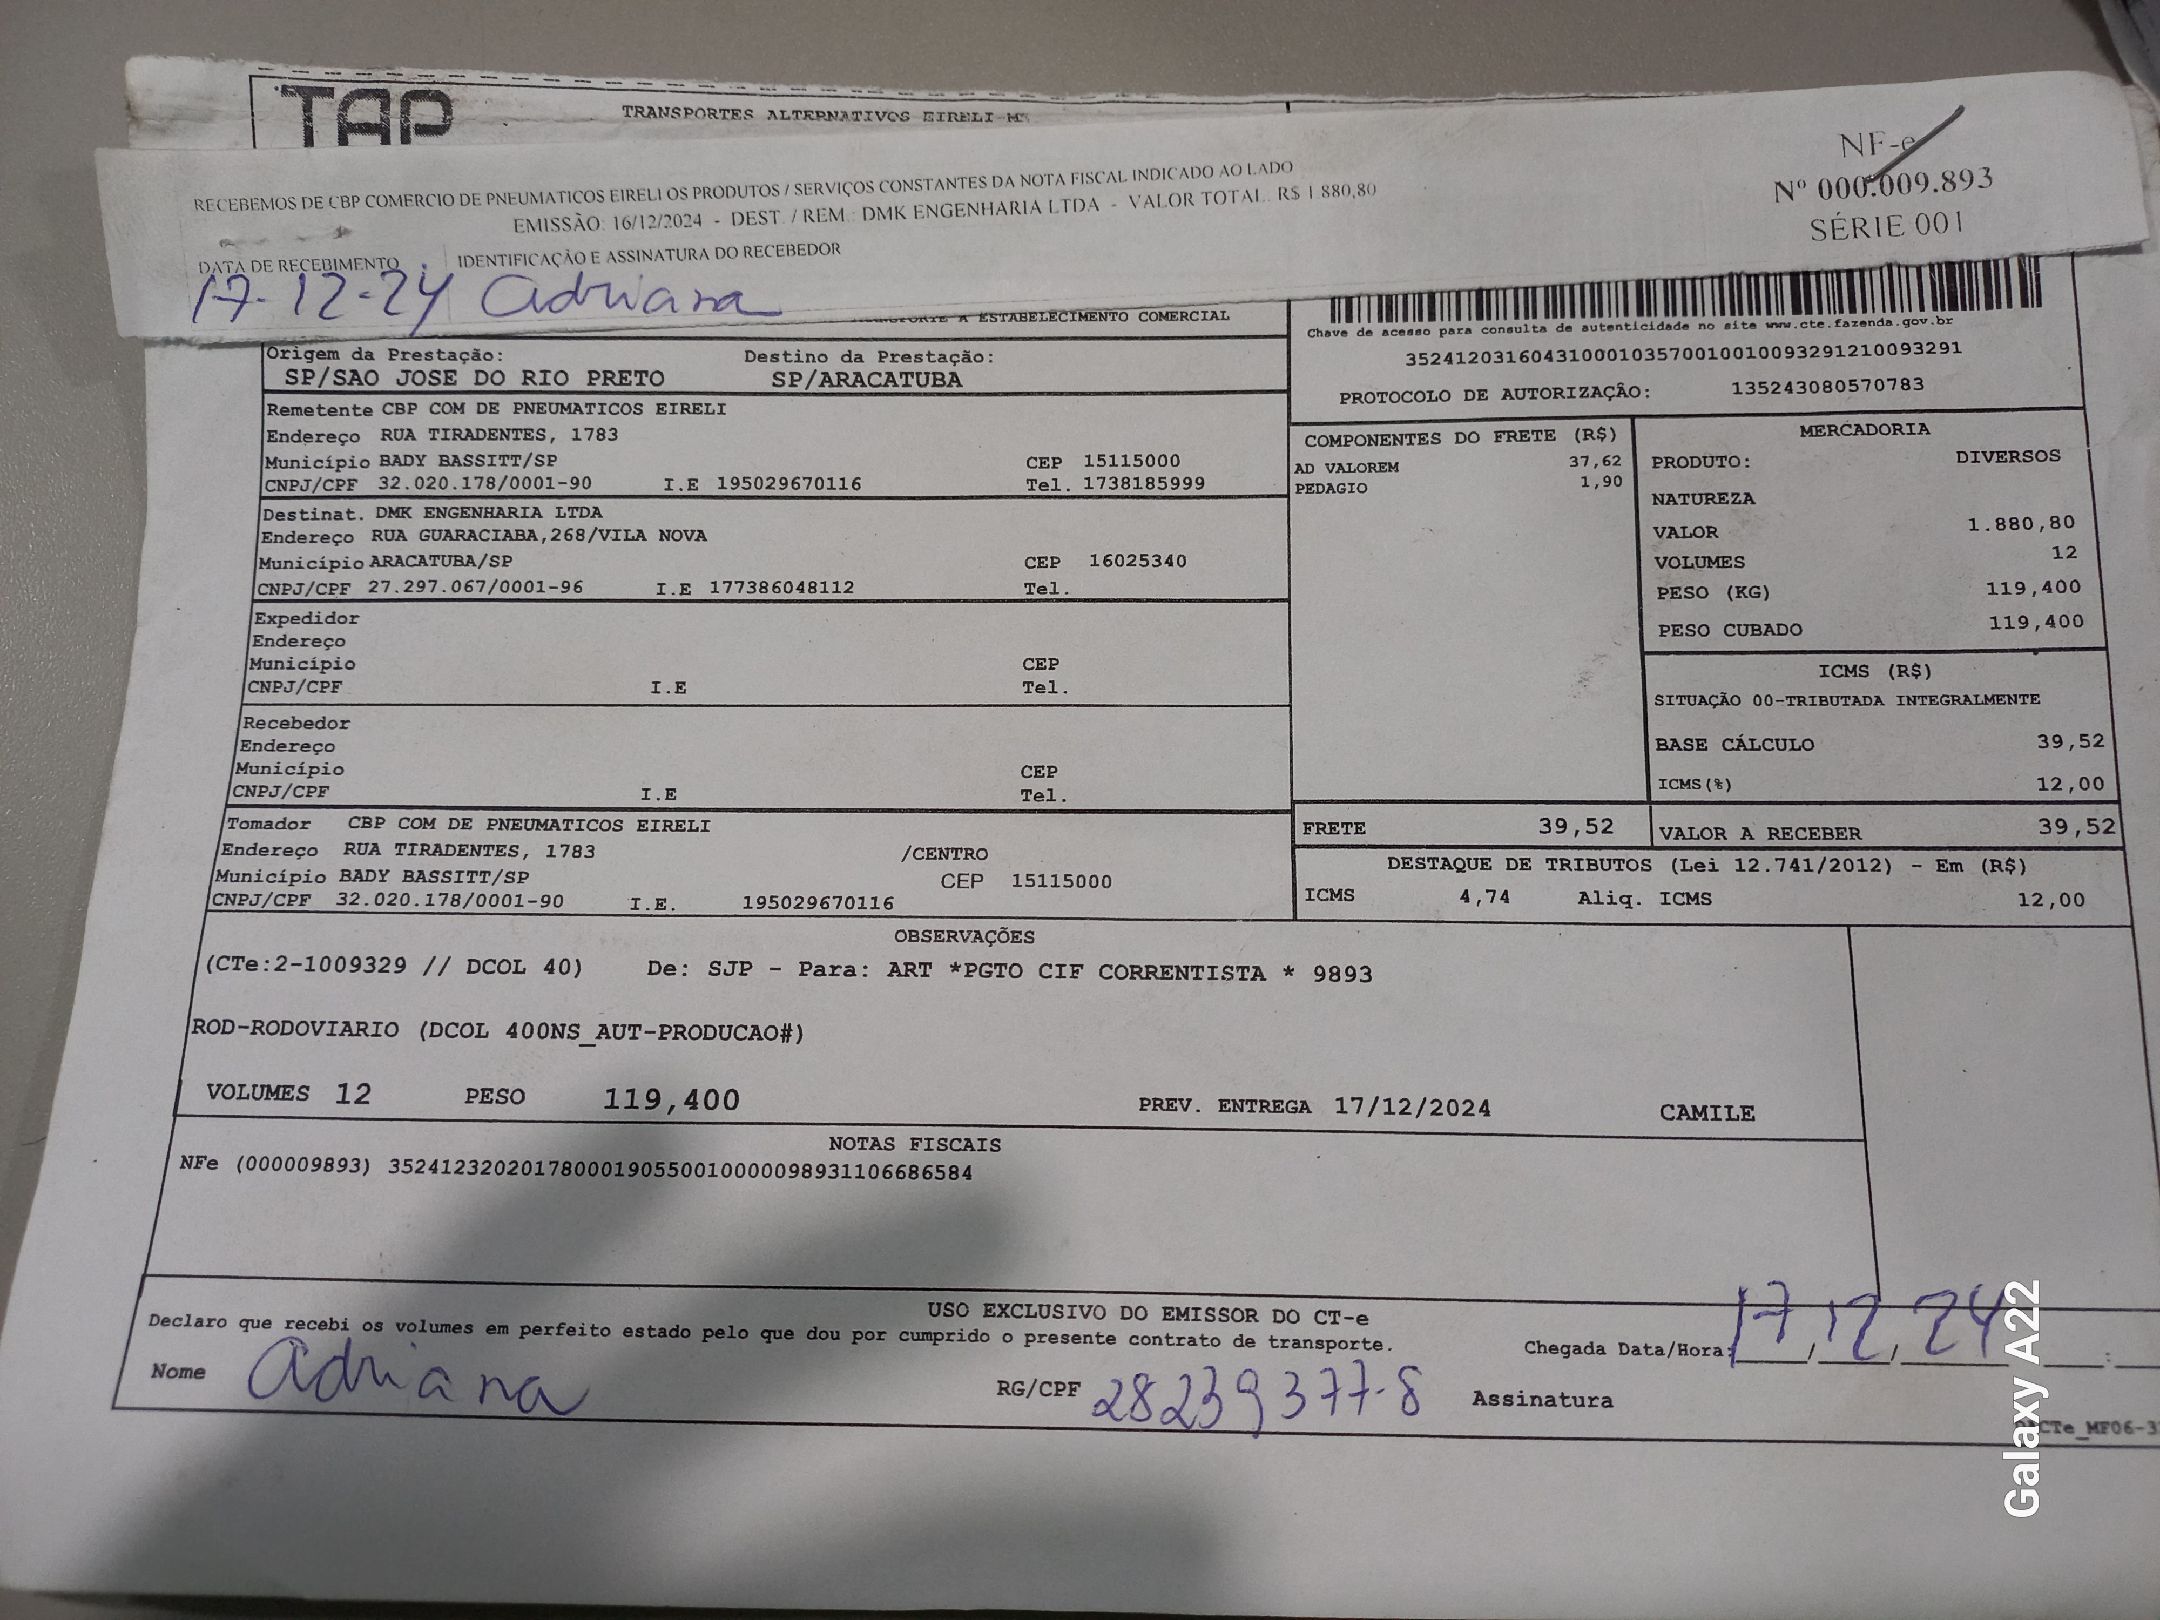 TAP
TRANSPORTES ALTERNATIVOS EIRELI-ME
RECEBEMOS DE CBP COMERCIO DE PNEUMATICOS EIRELI OS PRODUTOS / SERVIÇOS CONSTANTES DA NOTA FISCAL INDICADO AO LADO
EMISSÃO: 16/12/2024 - DEST. / REM.: DMK ENGENHARIA LTDA - VALOR TOTAL: R$ 1.880,80
NF-e
Nº 000.009.893
SÉRIE 001
DATA DE RECEBIMENTO IDENTIFICAÇÃO E ASSINATURA DO RECEBEDOR
17-12-24 Adriana
A ESTABELECIMENTO COMERCIAL
Chave de acesso para consulta de autenticidade no site www.cte.fazenda.gov.br
35241203160431000103570010010093291210093291
PROTOCOLO DE AUTORIZAÇÃO: 135243080570783
Origem da Prestação: Destino da Prestação:
SP/SAO JOSE DO RIO PRETO SP/ARACATUBA
Remetente CBP COM DE PNEUMATICOS EIRELI
Endereço RUA TIRADENTES, 1783
Município BADY BASSITT/SP CEP 15115000
CNPJ/CPF 32.020.178/0001-90 I.E 195029670116 Tel. 1738185999
Destinat. DMK ENGENHARIA LTDA
Endereço RUA GUARACIABA,268/VILA NOVA
Município ARACATUBA/SP CEP 16025340
CNPJ/CPF 27.297.067/0001-96 I.E 177386048112 Tel.
Expedidor
Endereço
Município CEP
CNPJ/CPF I.E Tel.
Recebedor
Endereço
Município CEP
CNPJ/CPF I.E Tel.
Tomador CBP COM DE PNEUMATICOS EIRELI
Endereço RUA TIRADENTES, 1783 /CENTRO
Município BADY BASSITT/SP CEP 15115000
CNPJ/CPF 32.020.178/0001-90 I.E. 195029670116
COMPONENTES DO FRETE (R$)
AD VALOREM 37,62
PEDAGIO 1,90
MERCADORIA
PRODUTO: DIVERSOS
NATUREZA
VALOR 1.880,80
VOLUMES 12
PESO (KG) 119,400
PESO CUBADO 119,400
ICMS (R$)
SITUAÇÃO 00-TRIBUTADA INTEGRALMENTE
BASE CÁLCULO 39,52
ICMS(%) 12,00
FRETE 39,52 VALOR A RECEBER 39,52
DESTAQUE DE TRIBUTOS (Lei 12.741/2012) - Em (R$)
ICMS 4,74 Aliq. ICMS 12,00
OBSERVAÇÕES
(CTe:2-1009329 // DCOL 40) De: SJP - Para: ART *PGTO CIF CORRENTISTA * 9893
ROD-RODOVIARIO (DCOL 400NS_AUT-PRODUCAO#)
VOLUMES 12 PESO 119,400 PREV. ENTREGA 17/12/2024 CAMILE
NOTAS FISCAIS
NFe (000009893) 35241232020178000190550010000098931106686584
USO EXCLUSIVO DO EMISSOR DO CT-e
Declaro que recebi os volumes em perfeito estado pelo que dou por cumprido o presente contrato de transporte.
Chegada Data/Hora: 17/12/24 :
Nome Adriana RG/CPF 28239377-8 Assinatura
Galaxy A22